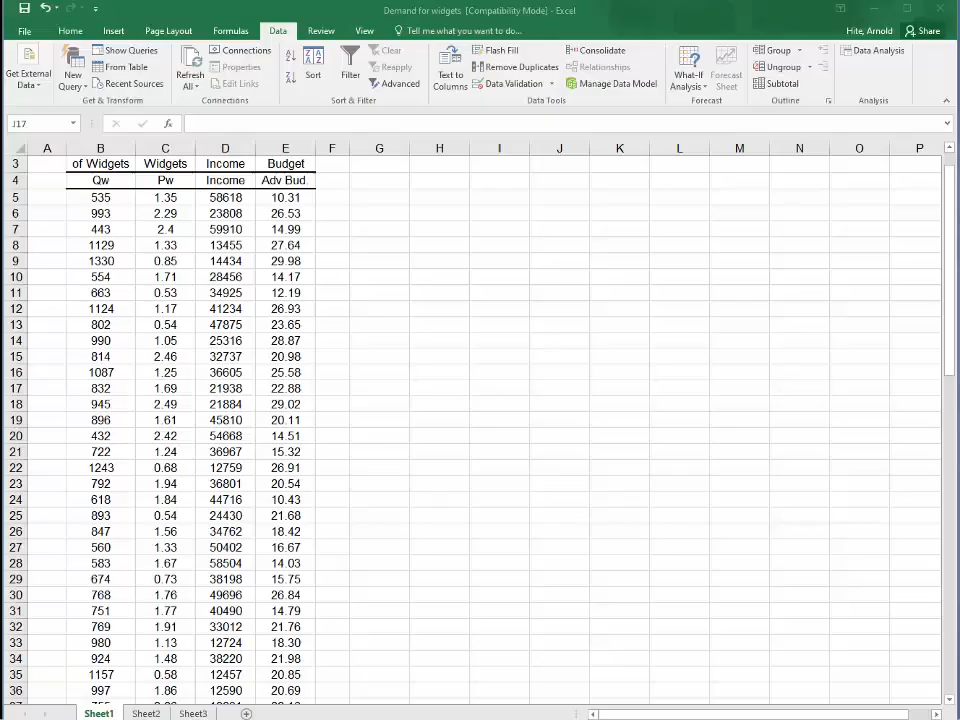 Demand for widgets [Compatibility Mode] - Excel
File Home Insert Page Layout Formulas Data Review View Tell me what you want to do... Hite, Arnold Share
Show Queries Connections Clear Flash Fill Consolidate Group Data Analysis
From Table Properties Reapply Remove Duplicates Relationships Ungroup
Recent Sources Edit Links Advanced Data Validation Manage Data Model Subtotal
Get External Data New Query Refresh All Sort Filter Text to Columns What-If Analysis Forecast Sheet
Get & Transform Connections Sort & Filter Data Tools Forecast Outline Analysis
J17 fx
A B C D E F G H I J K L M N O P
3 of Widgets Widgets Income Budget
4 Qw Pw Income Adv Bud
5 535 1.35 58618 10.31
6 993 2.29 23808 26.53
7 443 2.4 59910 14.99
8 1129 1.33 13455 27.64
9 1330 0.85 14434 29.98
10 554 1.71 28456 14.17
11 663 0.53 34925 12.19
12 1124 1.17 41234 26.93
13 802 0.54 47875 23.65
14 990 1.05 25316 28.87
15 814 2.46 32737 20.98
16 1087 1.25 36605 25.58
17 832 1.69 21938 22.88
18 945 2.49 21884 29.02
19 896 1.61 45810 20.11
20 432 2.42 54668 14.51
21 722 1.24 36967 15.32
22 1243 0.68 12759 26.91
23 792 1.94 36801 20.54
24 618 1.84 44716 10.43
25 893 0.54 24430 21.68
26 847 1.56 34762 18.42
27 560 1.33 50402 16.67
28 583 1.67 58504 14.03
29 674 0.73 38198 15.75
30 768 1.76 49696 26.84
31 751 1.77 40490 14.79
32 769 1.91 33012 21.76
33 980 1.13 12724 18.30
34 924 1.48 38220 21.98
35 1157 0.58 12457 20.85
36 997 1.86 12590 20.69
Sheet1 Sheet2 Sheet3